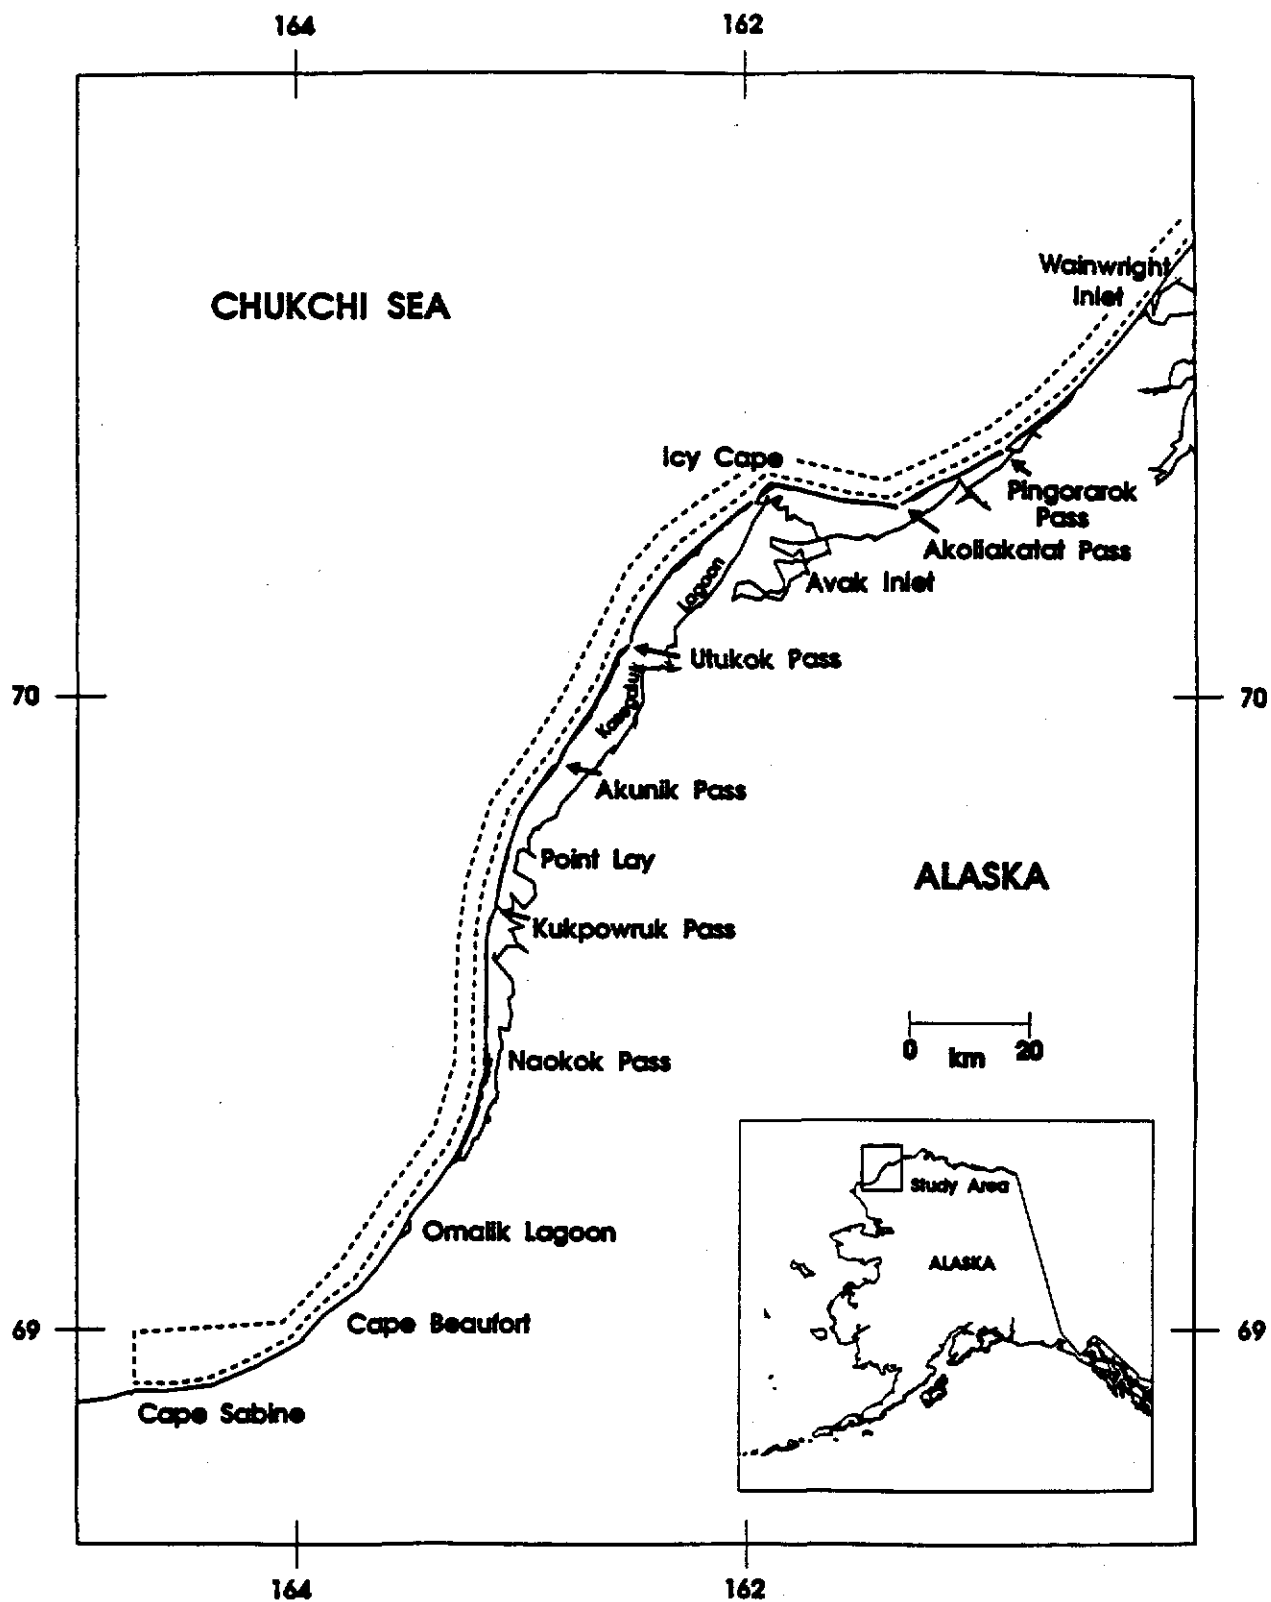 164 162
CHUKCHI SEA
Wainwright
Inlet
Icy Cape
Pingorarok
Pass
Akoliakatat Pass
Avak Inlet
Lagoon
Utukok Pass
Kasegaluk
70 70
Akunik Pass
Point Lay
ALASKA
Kukpowruk Pass
0 km 20
Naokok Pass
Study Area
Omalik Lagoon
ALASKA
Cape Beaufort
69 69
Cape Sabine
164 162